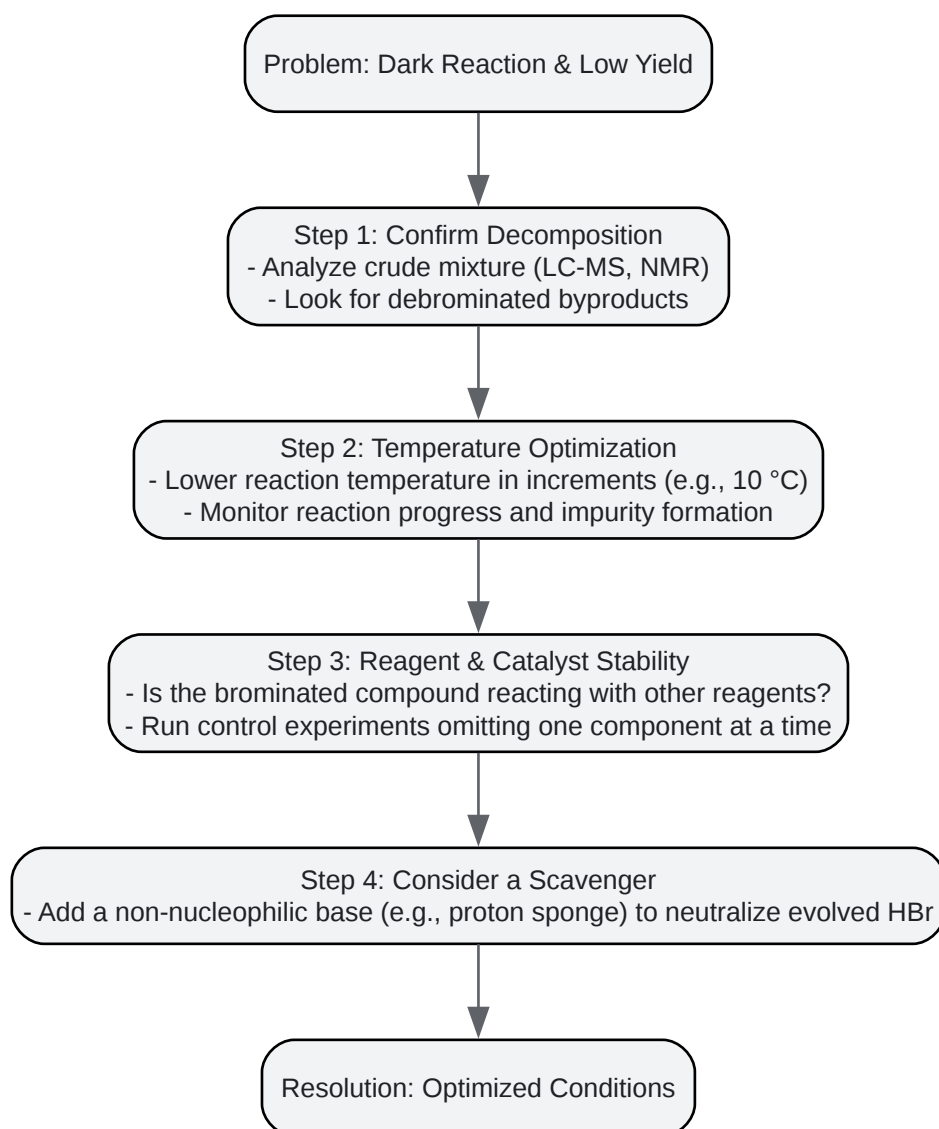 Problem: Dark Reaction & Low Yield
Step 1: Confirm Decomposition
- Analyze crude mixture (LC-MS, NMR)
- Look for debrominated byproducts
Step 2: Temperature Optimization
- Lower reaction temperature in increments (e.g., 10 °C)
- Monitor reaction progress and impurity formation
Step 3: Reagent & Catalyst Stability
- Is the brominated compound reacting with other reagents?
- Run control experiments omitting one component at a time
Step 4: Consider a Scavenger
- Add a non-nucleophilic base (e.g., proton sponge) to neutralize evolved HBr
Resolution: Optimized Conditions